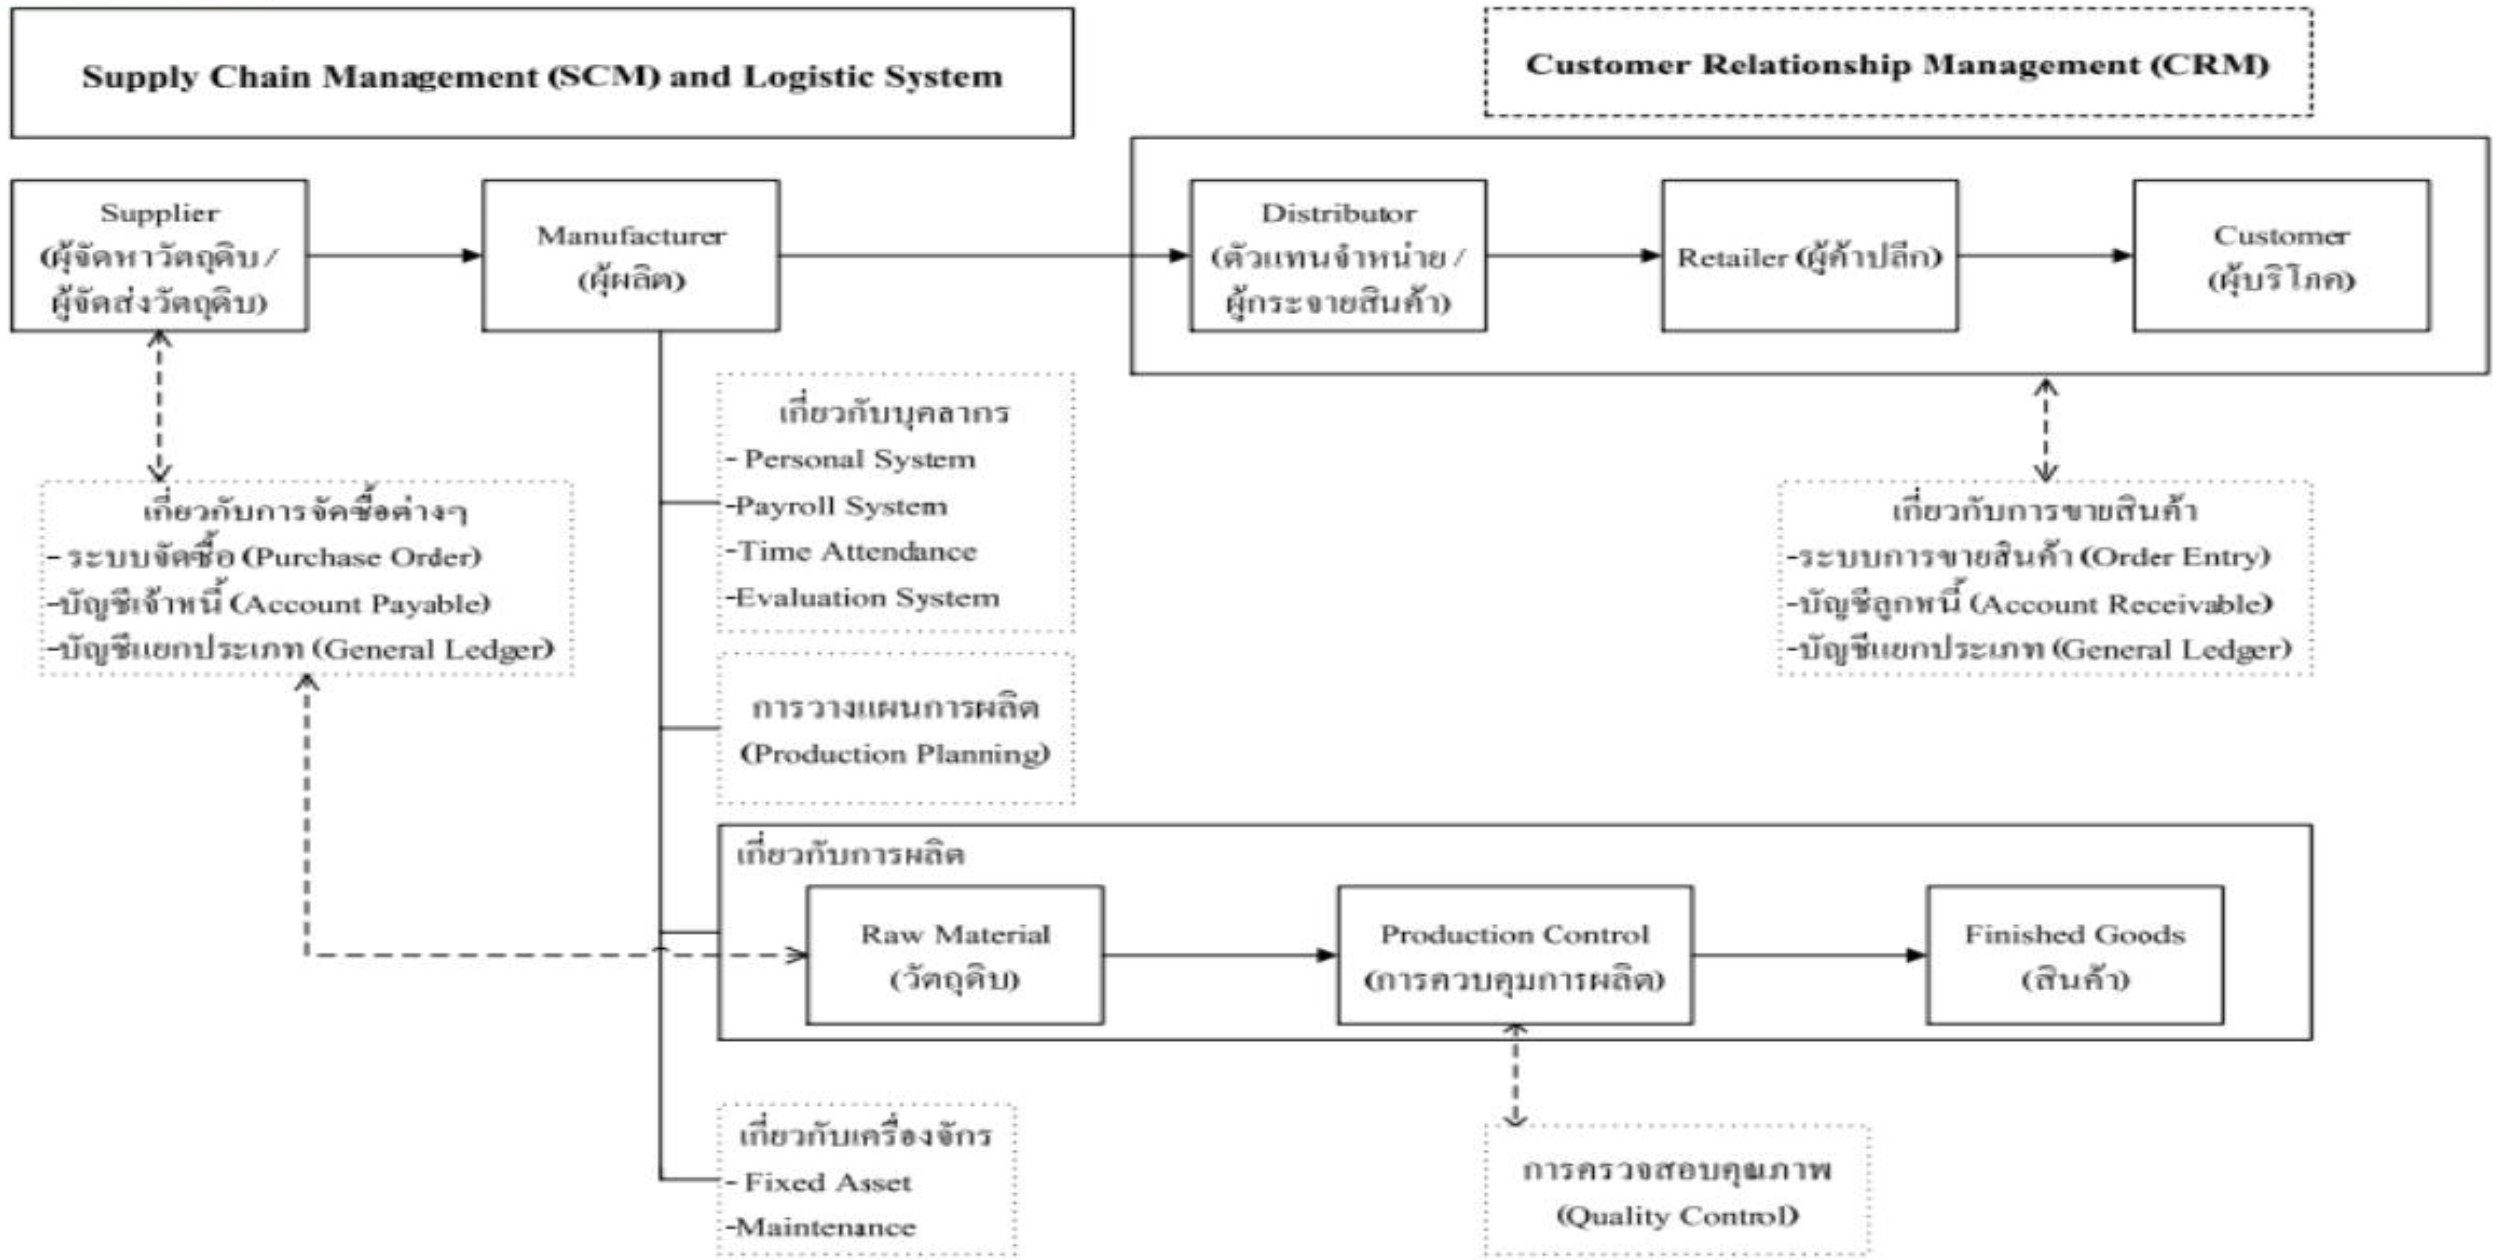 Supply Chain Management (SCM) and Logistic System
Customer Relationship Management (CRM)
Supplier
(ผู้จัดหาวัตถุดิบ/
ผู้จัดส่งวัตถุดิบ)
Manufacturer
(ผู้ผลิต)
Distributor
(ตัวแทนจำหน่าย/
ผู้กระจายสินค้า)
Retailer (ผู้ค้าปลีก)
Customer
(ผู้บริโภค)
เกี่ยวกับการจัดซื้อต่างๆ
- ระบบจัดซื้อ (Purchase Order)
-บัญชีเจ้าหนี้ (Account Payable)
-บัญชีแยกประเภท (General Ledger)
เกี่ยวกับบุคลากร
- Personal System
-Payroll System
-Time Attendance
-Evaluation System
เกี่ยวกับการขายสินค้า
-ระบบการขายสินค้า (Order Entry)
-บัญชีลูกหนี้ (Account Receivable)
-บัญชีแยกประเภท (General Ledger)
การวางแผนการผลิต
(Production Planning)
เกี่ยวกับการผลิต
Raw Material
(วัตถุดิบ)
Production Control
(การควบคุมการผลิต)
Finished Goods
(สินค้า)
เกี่ยวกับเครื่องจักร
- Fixed Asset
-Maintenance
การตรวจสอบคุณภาพ
(Quality Control)